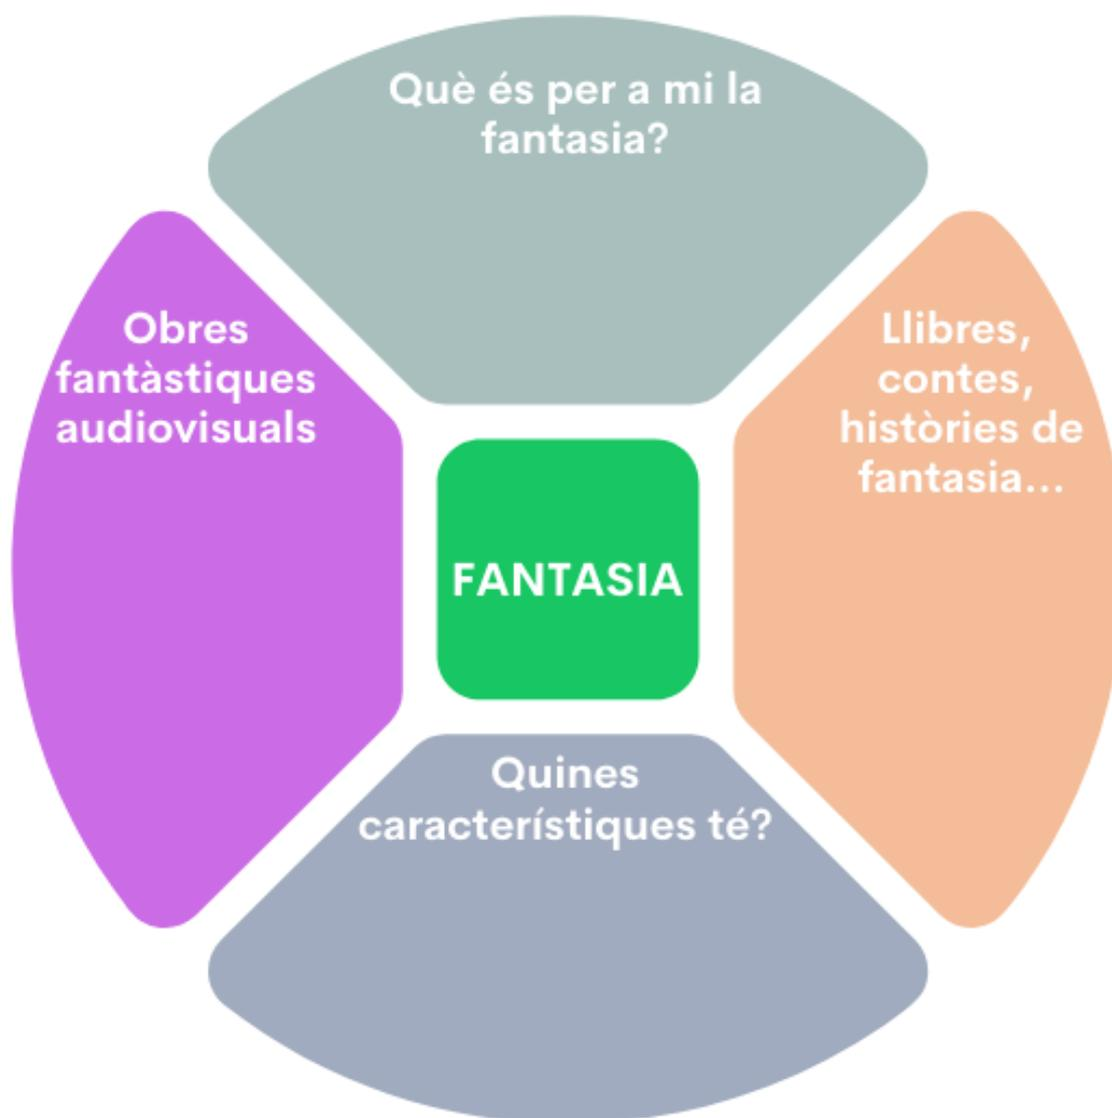 Què és per a mi la
fantasia?
Obres
fantàstiques
audiovisuals
Llibres,
contes,
històries de
fantasia...
FANTASIA
Quines
característiques té?